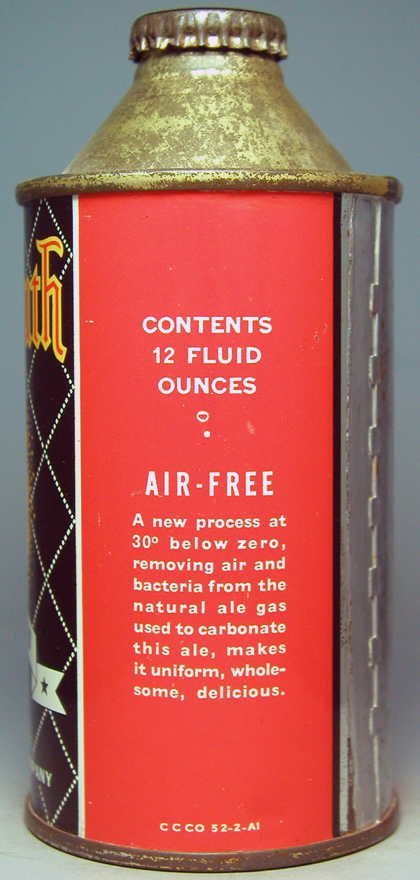 CONTENTS
12 FLUID
OUNCES
AIR-FREE
A new process at
30º below zero,
removing air and
bacteria from the
natural ale gas
used to carbonate
this ale, makes
it uniform, whole-
some, delicious.
CCCO 52-2-A1